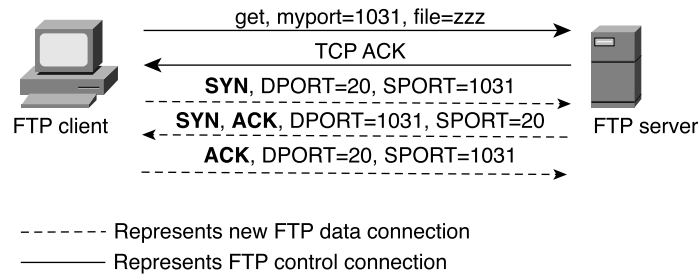 get, myport=1031, file=zzz
TCP ACK
SYN, DPORT=20, SPORT=1031
SYN, ACK, DPORT=1031, SPORT=20
ACK, DPORT=20, SPORT=1031
FTP client
FTP server
Represents new FTP data connection
Represents FTP control connection